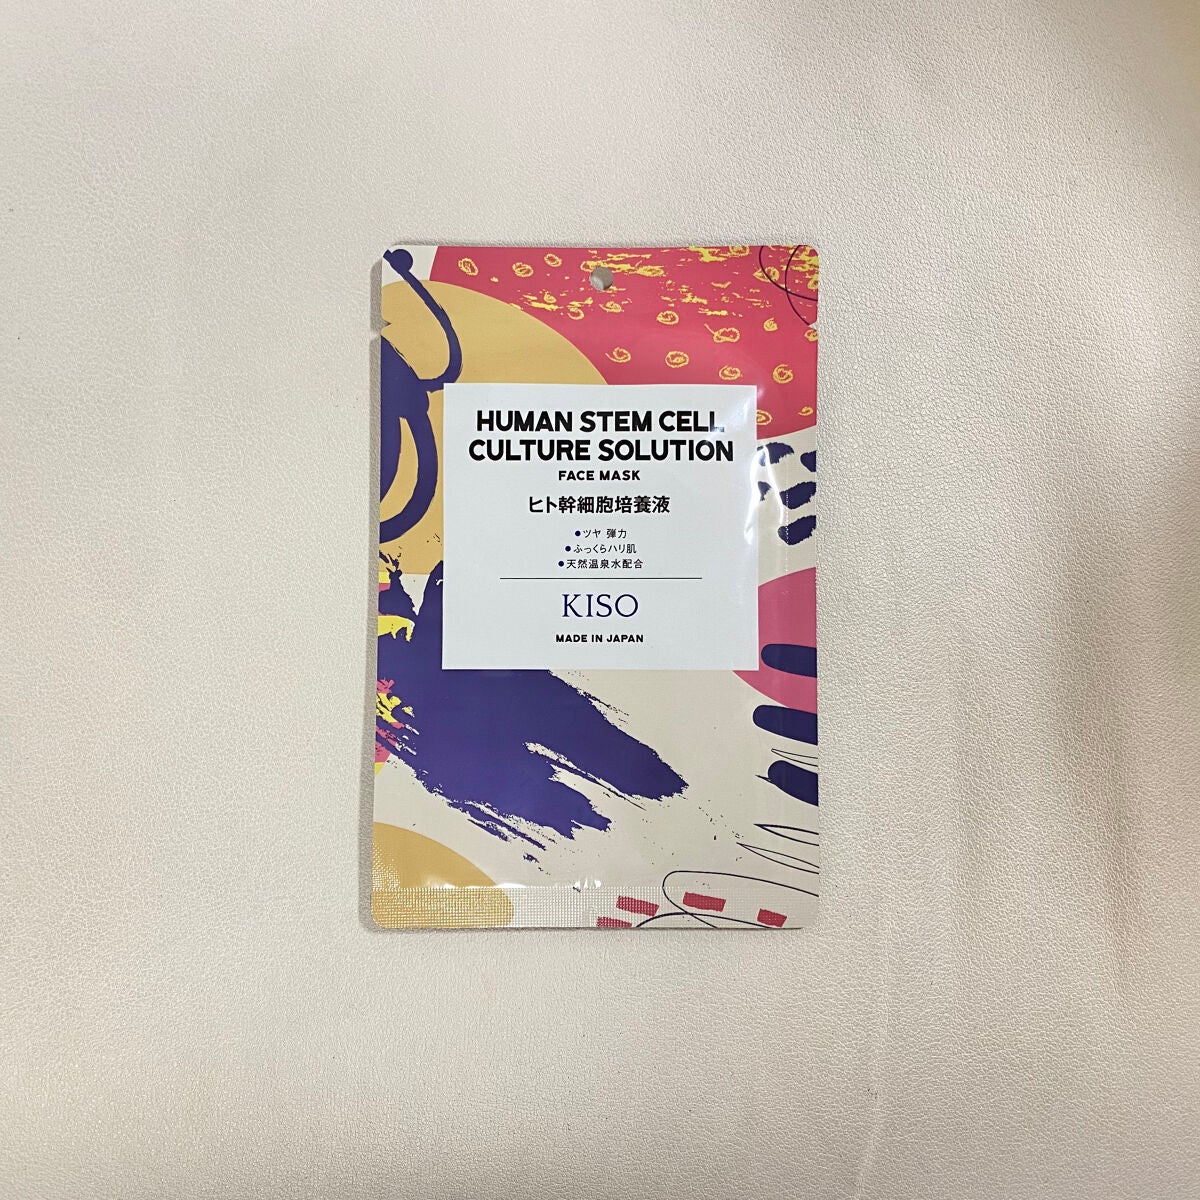 HUMAN STEM CELL
CULTURE SOLUTION
FACE MASK
ヒト幹細胞培養液
●ツヤ 弾力
●ふっくらハリ肌
●天然温泉水配合
KISO
MADE IN JAPAN